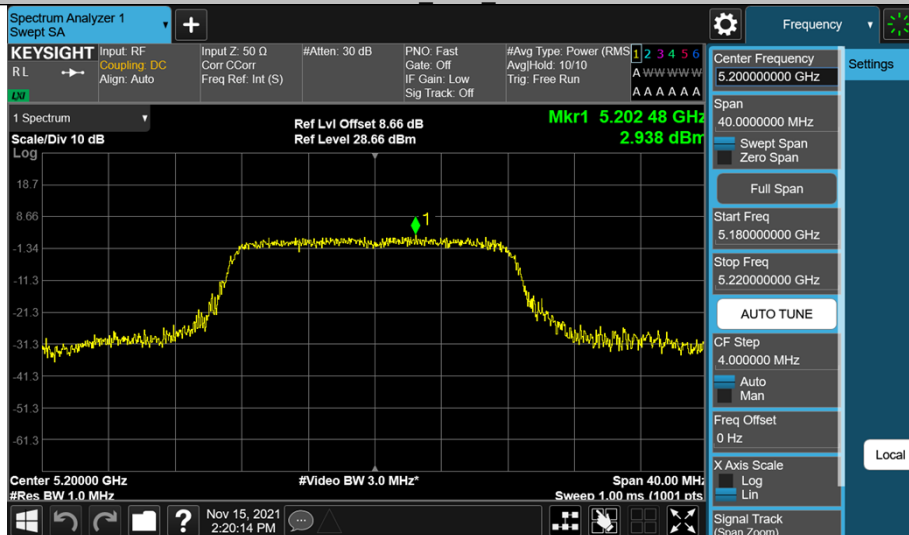 Spectrum Analyzer 1
Swept SA
+
Frequency
KEYSIGHT
R L
LXI
Input: RF
Coupling: DC
Align: Auto
Input Z: 50 Ω
Corr CCorr
Freq Ref: Int (S)
#Atten: 30 dB
PNO: Fast
Gate: Off
IF Gain: Low
Sig Track: Off
#Avg Type: Power (RMS
Avg|Hold: 10/10
Trig: Free Run
1 2 3 4 5 6
A W W W W W
A A A A A A
1 Spectrum
Scale/Div 10 dB
Log
Ref Lvl Offset 8.66 dB
Ref Level 28.66 dBm
Mkr1 5.202 48 GHz
2.938 dBm
18.7
8.66
-1.34
-11.3
-21.3
-31.3
-41.3
-51.3
-61.3
1
Center 5.20000 GHz
#Res BW 1.0 MHz
#Video BW 3.0 MHz*
Span 40.00 MHz
Sweep 1.00 ms (1001 pts
?
Nov 15, 2021
2:20:14 PM
Center Frequency
5.200000000 GHz
Span
40.0000000 MHz
Swept Span
Zero Span
Full Span
Start Freq
5.180000000 GHz
Stop Freq
5.220000000 GHz
AUTO TUNE
CF Step
4.000000 MHz
Auto
Man
Freq Offset
0 Hz
X Axis Scale
Log
Lin
Signal Track
(Span Zoom)
Settings
Local